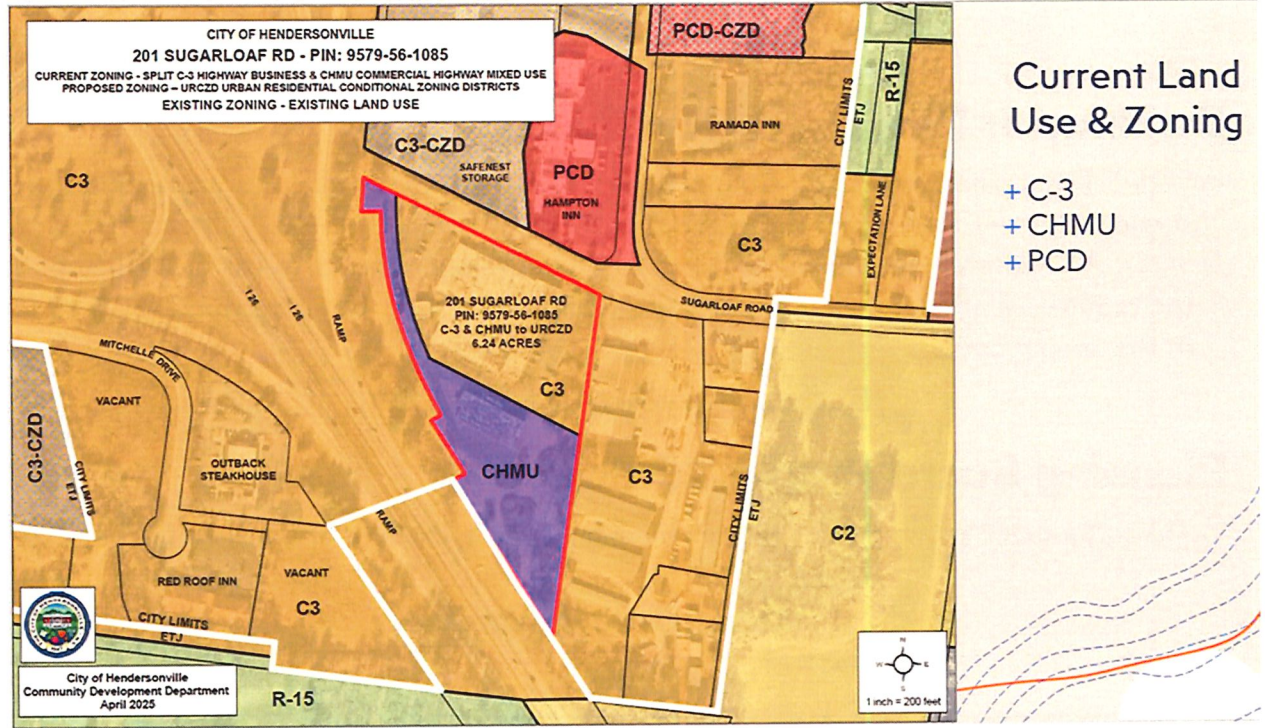 CITY OF HENDERSONVILLE
201 SUGARLOAF RD - PIN: 9579-56-1085
CURRENT ZONING - SPLIT C-3 HIGHWAY BUSINESS & CHMU COMMERCIAL HIGHWAY MIXED USE
PROPOSED ZONING – URCZD URBAN RESIDENTIAL CONDITIONAL ZONING DISTRICTS
EXISTING ZONING - EXISTING LAND USE
PCD-CZD
R-15
CITY LIMITS
ETJ
RAMADA INN
C3-CZD
SAFENEST
STORAGE
PCD
HAMPTON
INN
C3
C3
EXPECTATION LANE
SUGARLOAF ROAD
201 SUGARLOAF RD
PIN: 9579-56-1085
C-3 & CHMU to URCZD
6.24 ACRES
C3
I 26
I 26
RAMP
MITCHELLE DRIVE
VACANT
C3-CZD
CITY LIMITS
ETJ
OUTBACK
STEAKHOUSE
CHMU
C3
CITY LIMITS
ETJ
C2
RAMP
RED ROOF INN
VACANT
C3
CITY LIMITS
ETJ
R-15
City of Hendersonville
Community Development Department
April 2025
N
W
E
S
1 inch = 200 feet
Current Land
Use & Zoning
+ C-3
+ CHMU
+ PCD